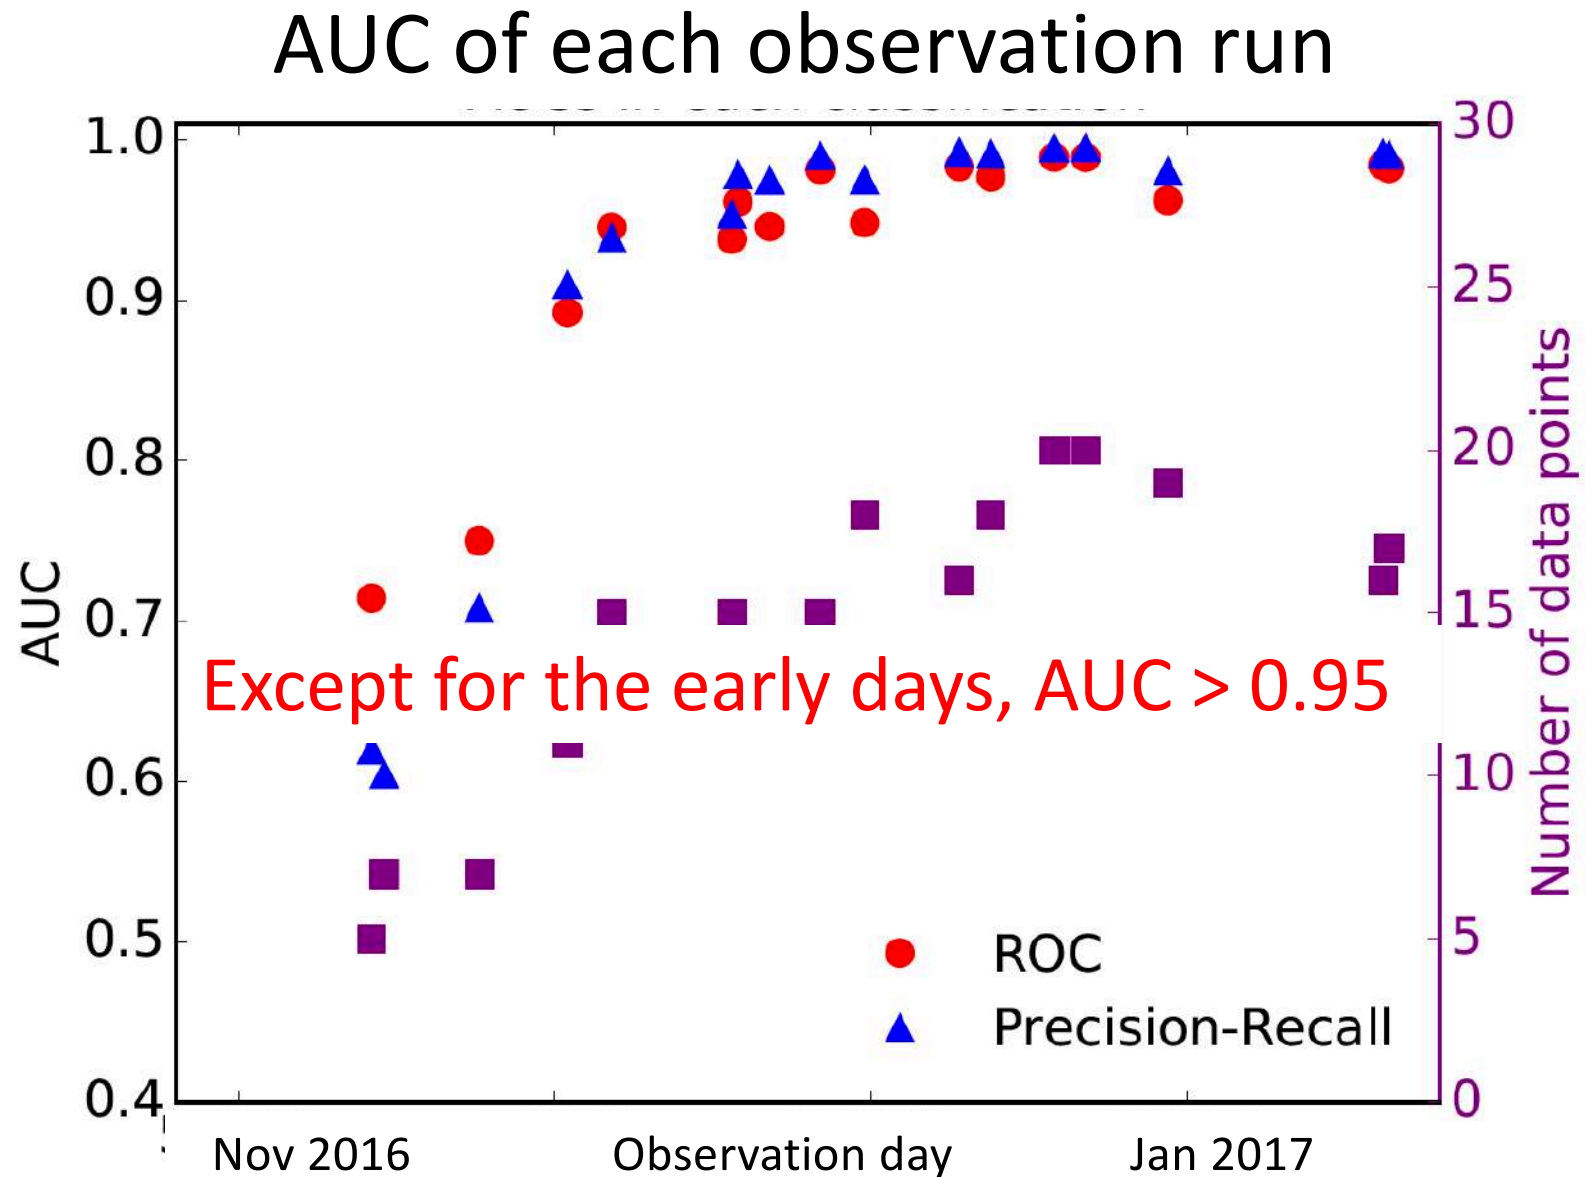 AUC of each observation run
1.0
0.9
0.8
0.7
0.6
0.5
0.4
AUC
30
25
20
15
10
5
0
Number of data points
Except for the early days, AUC > 0.95
ROC
Precision-Recall
Nov 2016 Observation day Jan 2017